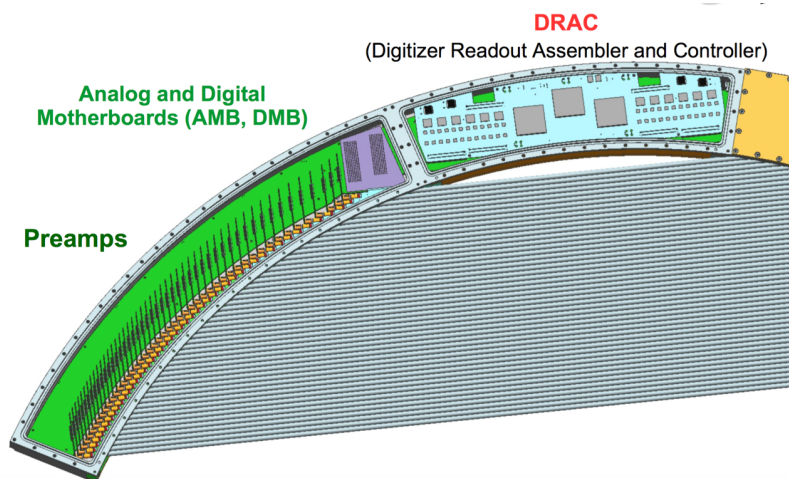 DRAC
(Digitizer Readout Assembler and Controller)
Analog and Digital
Motherboards (AMB, DMB)
Preamps